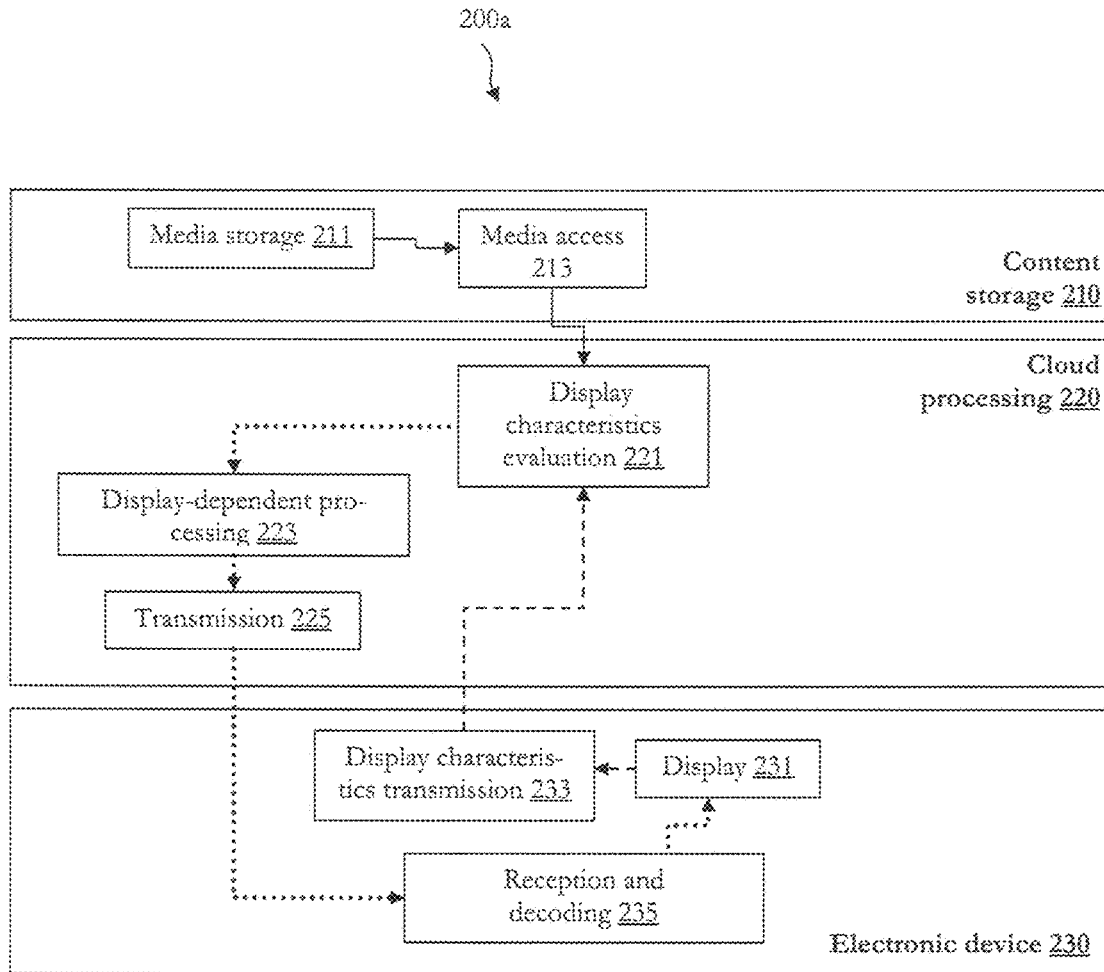 200a
Media storage 211
Media access
213
Content
storage 210
Cloud
processing 220
Display
characteristics
evaluation 221
Display-dependent pro-
cessing 223
Transmission 225
Display characteris-
tics transmission 233
Display 231
Reception and
decoding 235
Electronic device 230